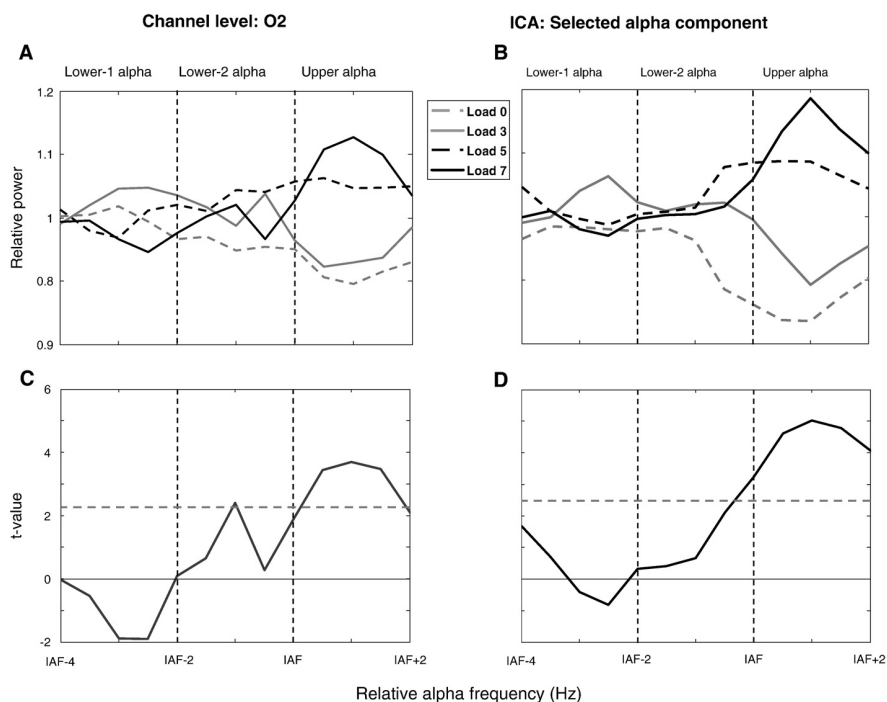 Channel level: O2
ICA: Selected alpha component
A
B
Lower-1 alpha
Lower-2 alpha
Upper alpha
Lower-1 alpha
Lower-2 alpha
Upper alpha
1.2
1.1
1
0.8
0.9
Relative power
Load 0
Load 3
Load 5
Load 7
C
D
6
4
2
0
-2
t-value
IAF-4
IAF-2
IAF
IAF+2
IAF-4
IAF-2
IAF
IAF+2
Relative alpha frequency (Hz)